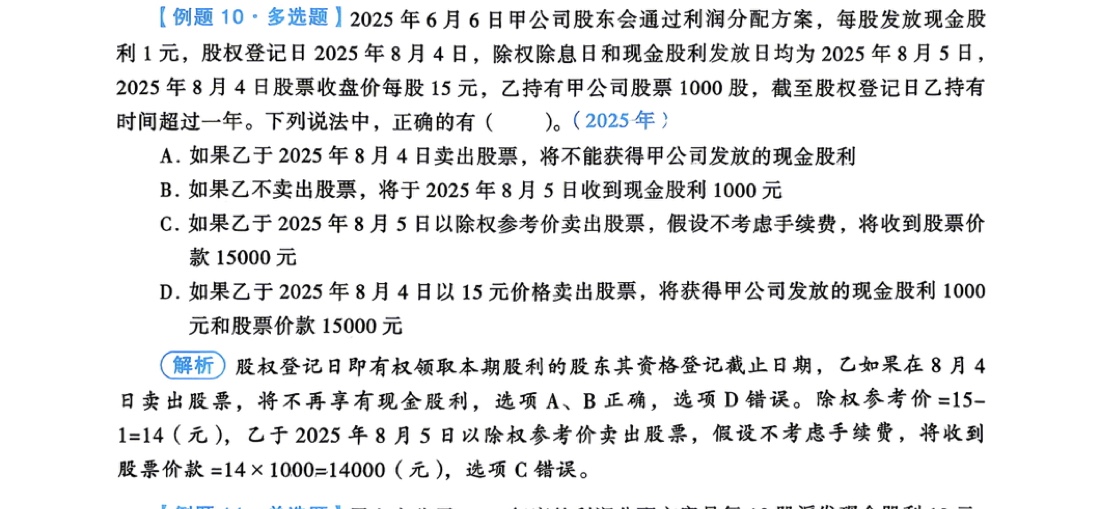 【例题 10·多选题】2025 年 6 月 6 日甲公司股东会通过利润分配方案，每股发放现金股
利 1 元，股权登记日 2025 年 8 月 4 日，除权除息日和现金股利发放日均为 2025 年 8 月 5 日，
2025 年 8 月 4 日股票收盘价每股 15 元，乙持有甲公司股票 1000 股，截至股权登记日乙持有
时间超过一年。下列说法中，正确的有（　　）。（2025 年）
A. 如果乙于 2025 年 8 月 4 日卖出股票，将不能获得甲公司发放的现金股利
B. 如果乙不卖出股票，将于 2025 年 8 月 5 日收到现金股利 1000 元
C. 如果乙于 2025 年 8 月 5 日以除权参考价卖出股票，假设不考虑手续费，将收到股票价
款 15000 元
D. 如果乙于 2025 年 8 月 4 日以 15 元价格卖出股票，将获得甲公司发放的现金股利 1000
元和股票价款 15000 元
解析 股权登记日即有权领取本期股利的股东其资格登记截止日期，乙如果在 8 月 4
日卖出股票，将不再享有现金股利，选项 A、B 正确，选项 D 错误。除权参考价 =15-
1=14（元），乙于 2025 年 8 月 5 日以除权参考价卖出股票，假设不考虑手续费，将收到
股票价款 =14×1000=14000（元），选项 C 错误。